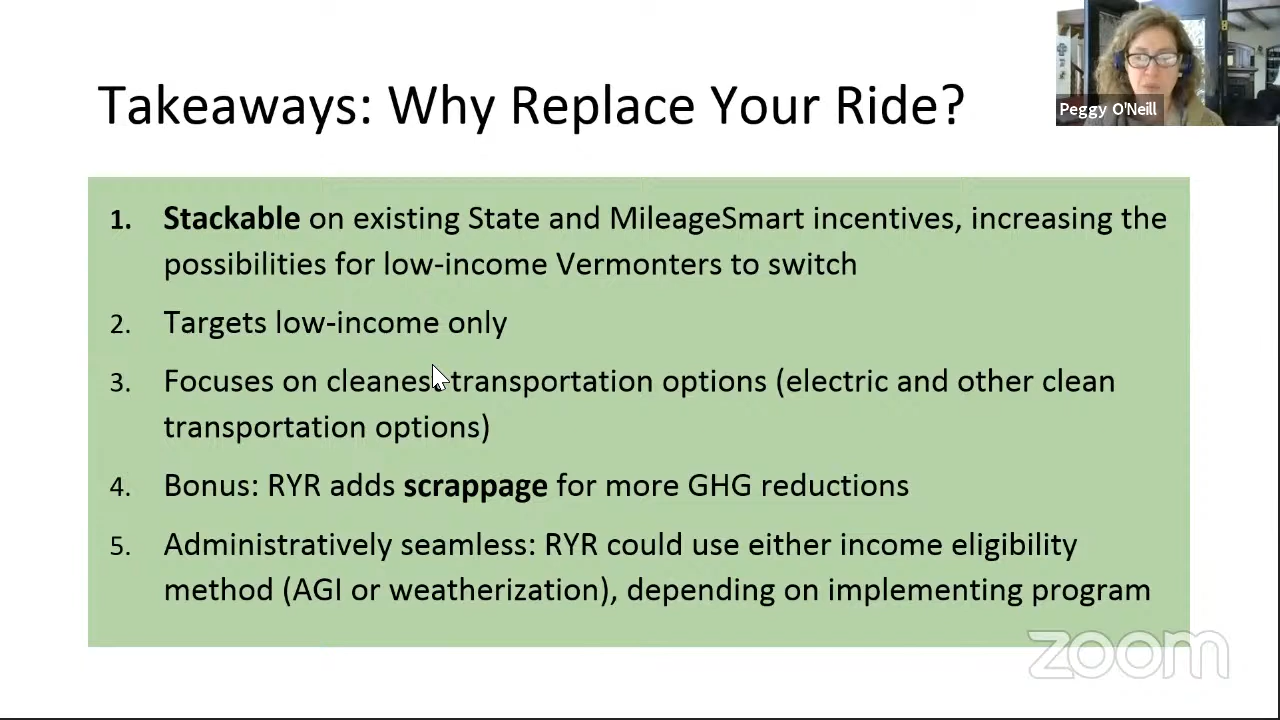 Takeaways: Why Replace Your Ride?
Peggy O'Neill
1. Stackable on existing State and MileageSmart incentives, increasing the
possibilities for low-income Vermonters to switch
2. Targets low-income only
3. Focuses on cleanest transportation options (electric and other clean
transportation options)
4. Bonus: RYR adds scrappage for more GHG reductions
5. Administratively seamless: RYR could use either income eligibility
method (AGI or weatherization), depending on implementing program
zoom